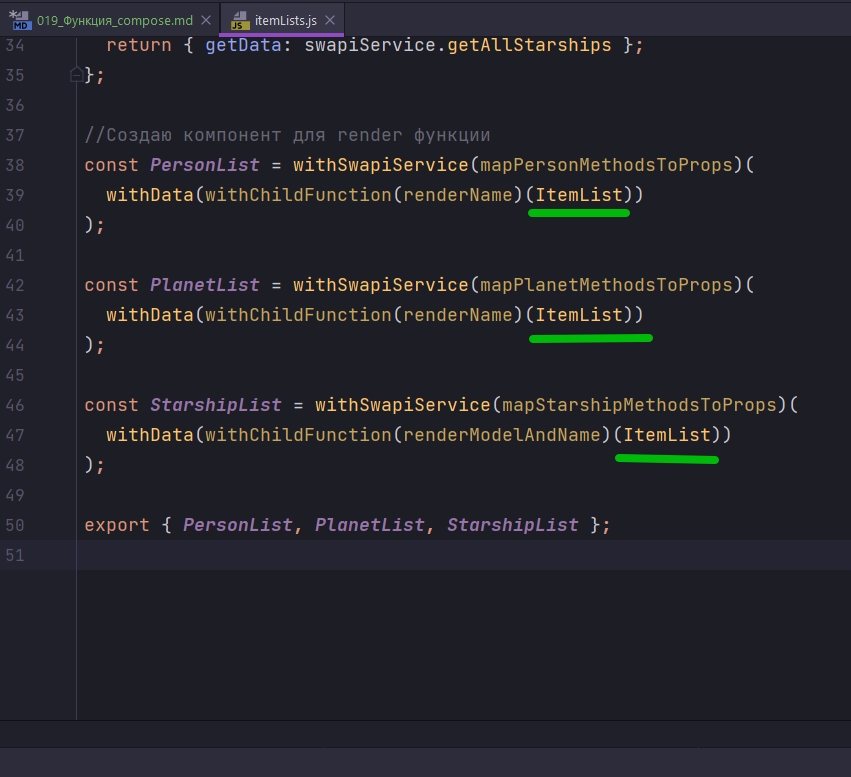 MD 019_Функция_compose.md JS itemLists.js
34 return { getData: swapiService.getAllStarships };
35 };
36
37 //Создаю компонент для render функции
38 const PersonList = withSwapiService(mapPersonMethodsToProps)(
39 withData(withChildFunction(renderName)(ItemList))
40 );
41
42 const PlanetList = withSwapiService(mapPlanetMethodsToProps)(
43 withData(withChildFunction(renderName)(ItemList))
44 );
45
46 const StarshipList = withSwapiService(mapStarshipMethodsToProps)(
47 withData(withChildFunction(renderModelAndName)(ItemList))
48 );
49
50 export { PersonList, PlanetList, StarshipList };
51